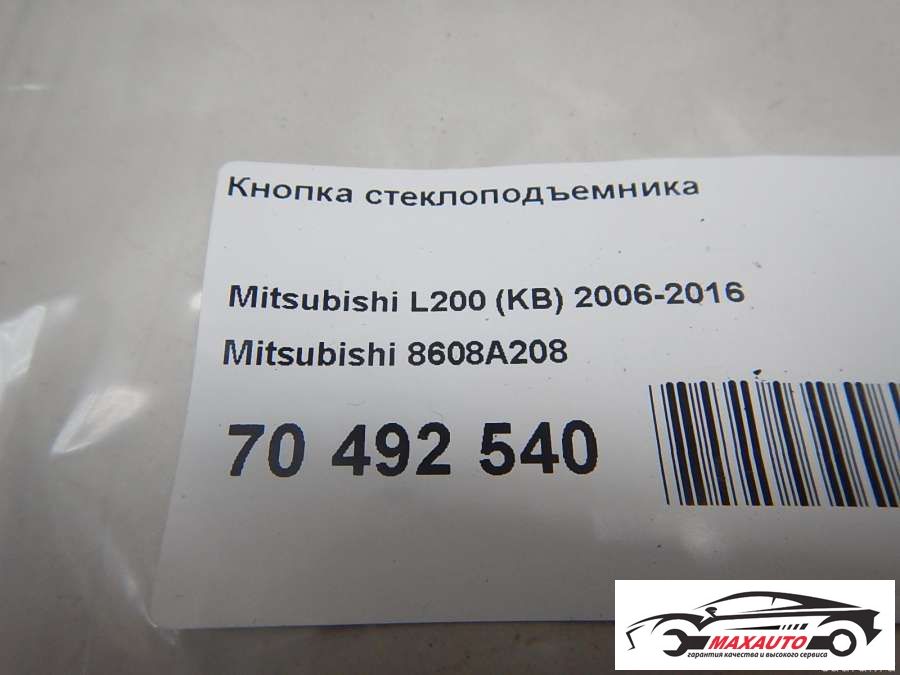 Кнопка стеклоподъемника
Mitsubishi L200 (KB) 2006-2016
Mitsubishi 8608A208
70 492 540
MAXAUTO
гарантия качества и высокого сервиса